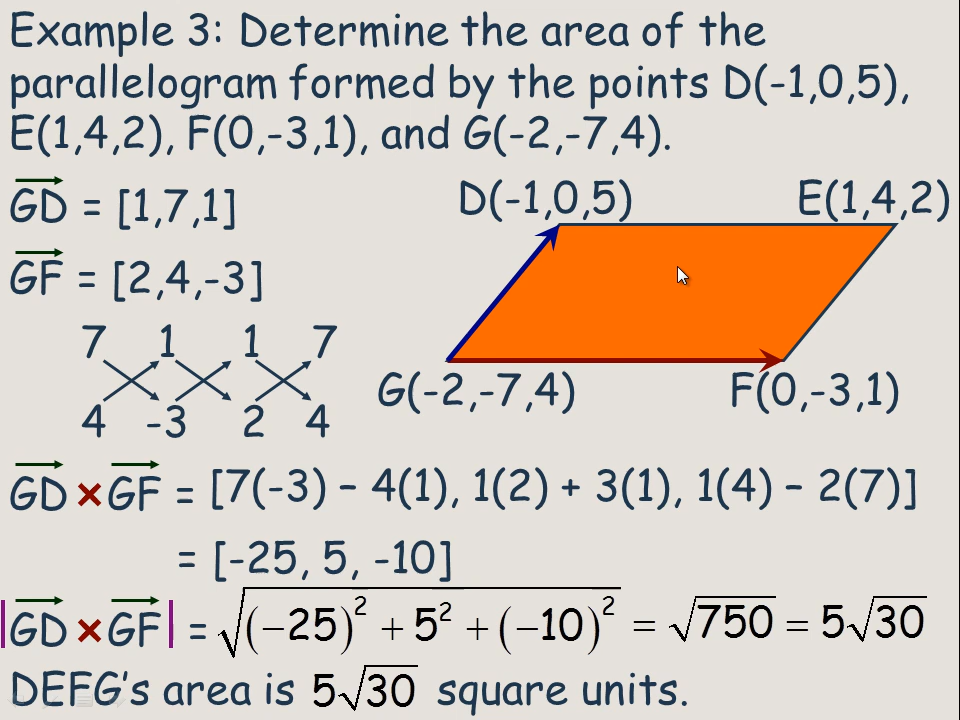 Example 3: Determine the area of the
parallelogram formed by the points D(-1,0,5),
E(1,4,2), F(0,-3,1), and G(-2,-7,4).
GD = [1,7,1]
D(-1,0,5) E(1,4,2)
GF = [2,4,-3]
7 1 1 7
G(-2,-7,4) F(0,-3,1)
4 -3 2 4
GD × GF = [7(-3) – 4(1), 1(2) + 3(1), 1(4) – 2(7)]
= [-25, 5, -10]
|GD × GF| = √((−25)² + 5² + (−10)²) = √750 = 5√30
DEFG's area is 5√30 square units.